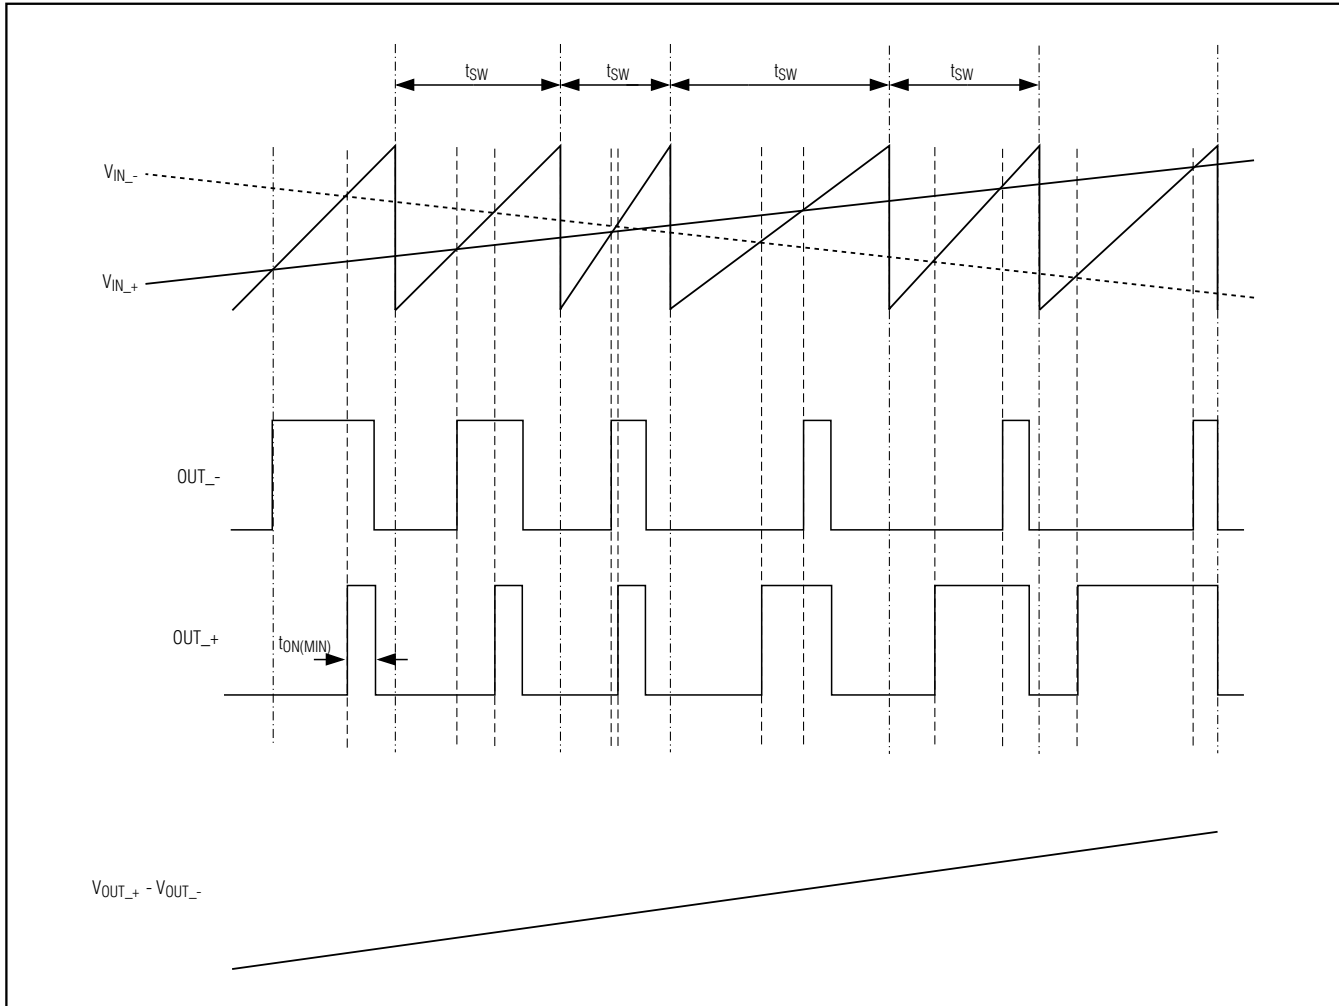 tSW tSW tSW tSW
VIN_-
VIN_+
OUT_-
OUT_+
tON(MIN)
VOUT_+ - VOUT_-